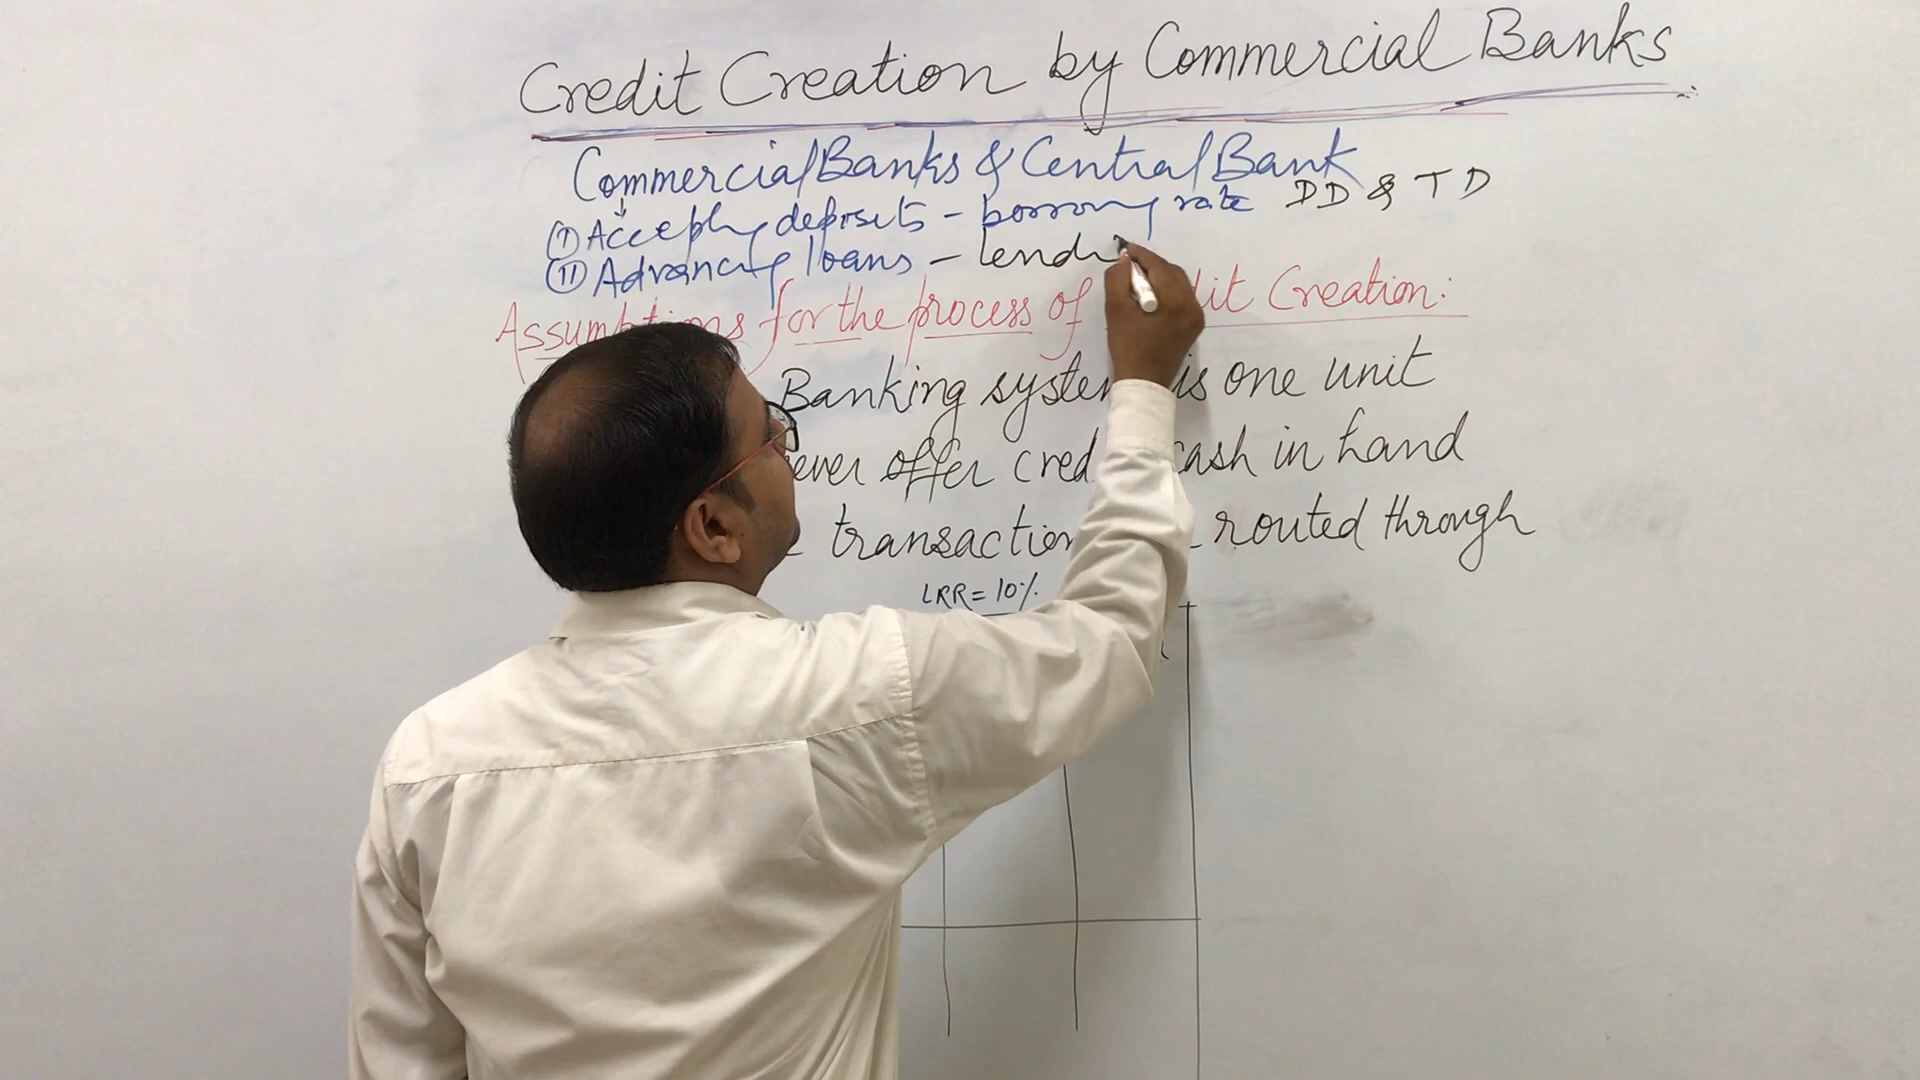 Credit Creation by Commercial Banks
Commercial Banks & Central Bank
(I) Accepting deposits - borrowing rate DD & TD
(II) Advancing loans - lendi
Assumptions for the process of Credit Creation:
Banking system is one unit
offer cash in hand
transaction routed through
LRR = 10%